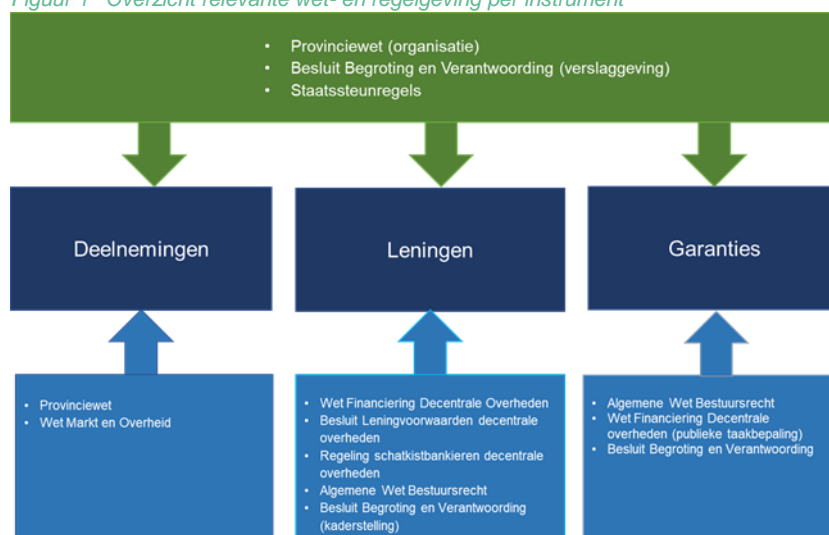 Figuur 1 Overzicht relevante wet- en regelgeving per instrument
• Provinciewet (organisatie)
• Besluit Begroting en Verantwoording (verslaggeving)
• Staatssteunregels
Deelnemingen
Leningen
Garanties
• Provinciewet
• Wet Markt en Overheid
• Wet Financiering Decentrale Overheden
• Besluit Leningvoorwaarden decentrale
overheden
• Regeling schatkistbankieren decentrale
overheden
• Algemene Wet Bestuursrecht
• Besluit Begroting en Verantwoording
(kaderstelling)
• Algemene Wet Bestuursrecht
• Wet Financiering Decentrale
overheden (publieke taakbepaling)
• Besluit Begroting en Verantwoording